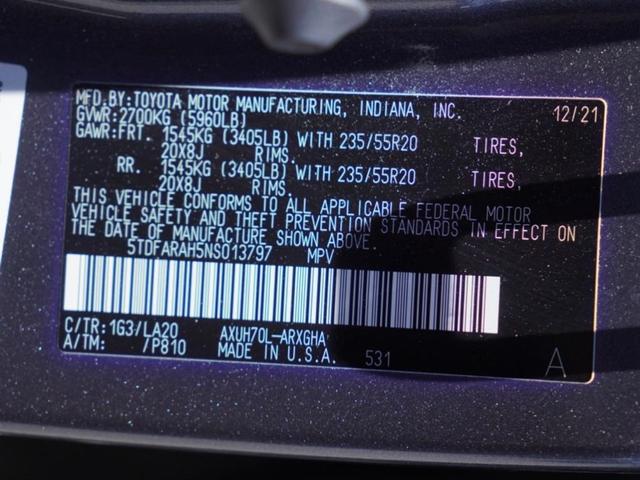 MFD.BY:TOYOTA MOTOR MANUFACTURING, INDIANA, INC. 12/21
GVWR:2700KG (5960LB)
GAWR:FRT. 1545KG (3405LB) WITH 235/55R20 TIRES,
20X8J RIMS.
RR. 1545KG (3405LB) WITH 235/55R20 TIRES,
20X8J RIMS.
THIS VEHICLE CONFORMS TO ALL APPLICABLE FEDERAL MOTOR
VEHICLE SAFETY AND THEFT PREVENTION STANDARDS IN EFFECT ON
THE DATE OF MANUFACTURE SHOWN ABOVE.
5TDFARAH5NS013797 MPV
C/TR:1G3/LA20 AXUH70L-ARXGHA
A/TM: /P810 MADE IN U.S.A. 531 A